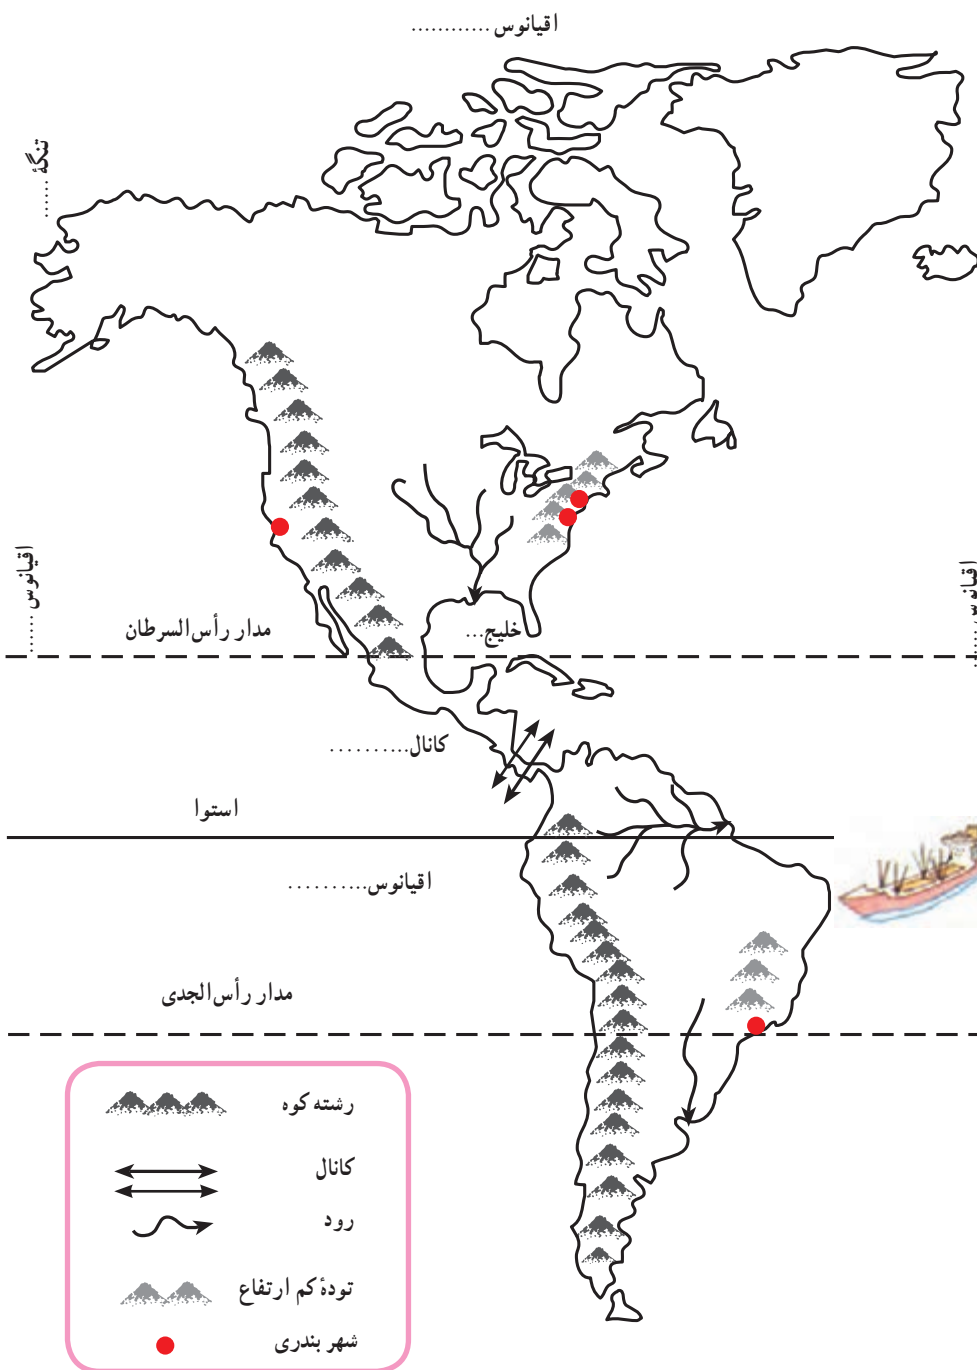 اقیانوس ............
تنگهٔ ......
اقیانوس ......
اقیانوس ......
مدار رأس‌السرطان
خلیج...
کانال..........
استوا
اقیانوس..........
مدار رأس‌الجدی
رشته کوه
کانال
رود
تودهٔ کم ارتفاع
شهر بندری